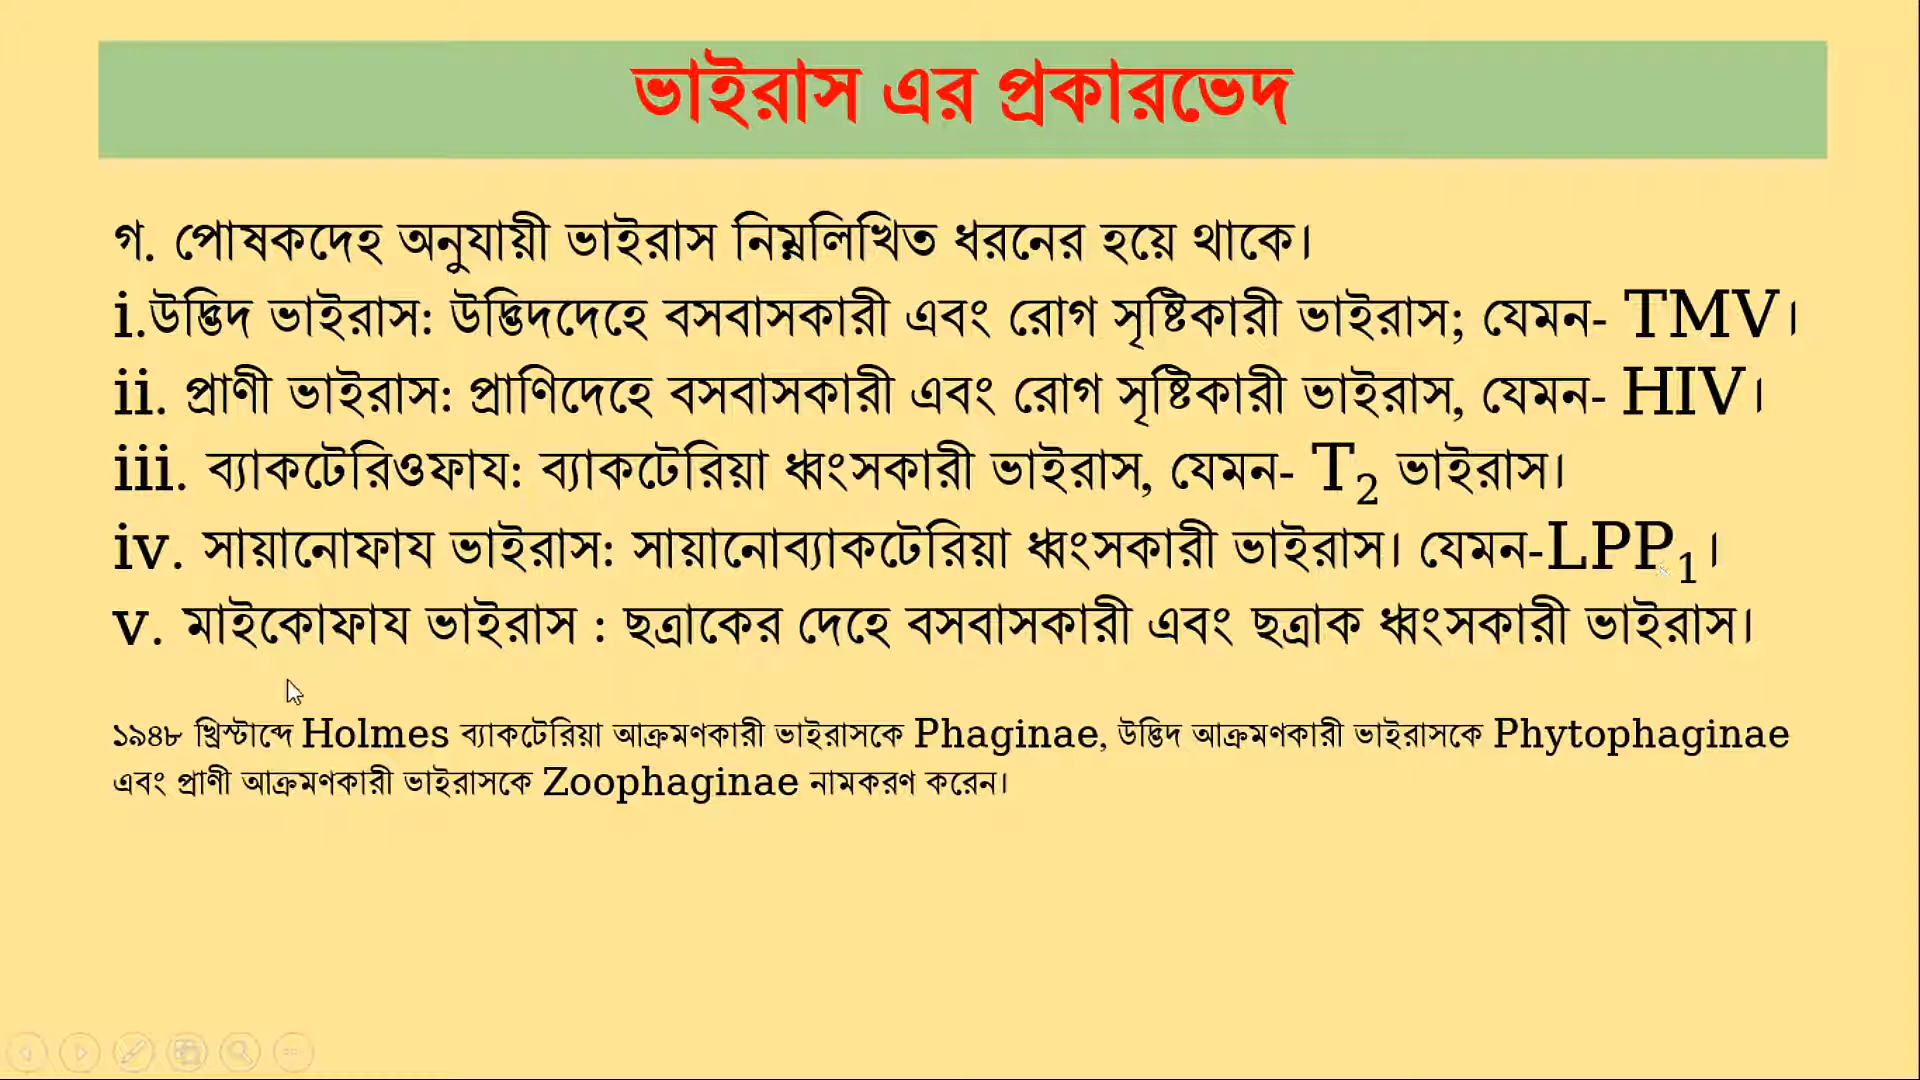 ভাইরাস এর প্রকারভেদ
গ. পোষকদেহ অনুযায়ী ভাইরাস নিম্নলিখিত ধরনের হয়ে থাকে।
i.উদ্ভিদ ভাইরাস: উদ্ভিদদেহে বসবাসকারী এবং রোগ সৃষ্টিকারী ভাইরাস; যেমন- TMV।
ii. প্রাণী ভাইরাস: প্রাণিদেহে বসবাসকারী এবং রোগ সৃষ্টিকারী ভাইরাস, যেমন- HIV।
iii. ব্যাকটেরিওফায: ব্যাকটেরিয়া ধ্বংসকারী ভাইরাস, যেমন- T₂ ভাইরাস।
iv. সায়ানোফায ভাইরাস: সায়ানোব্যাকটেরিয়া ধ্বংসকারী ভাইরাস। যেমন-LPP₁।
v. মাইকোফায ভাইরাস : ছত্রাকের দেহে বসবাসকারী এবং ছত্রাক ধ্বংসকারী ভাইরাস।
১৯৪৮ খ্রিস্টাব্দে Holmes ব্যাকটেরিয়া আক্রমণকারী ভাইরাসকে Phaginae, উদ্ভিদ আক্রমণকারী ভাইরাসকে Phytophaginae
এবং প্রাণী আক্রমণকারী ভাইরাসকে Zoophaginae নামকরণ করেন।